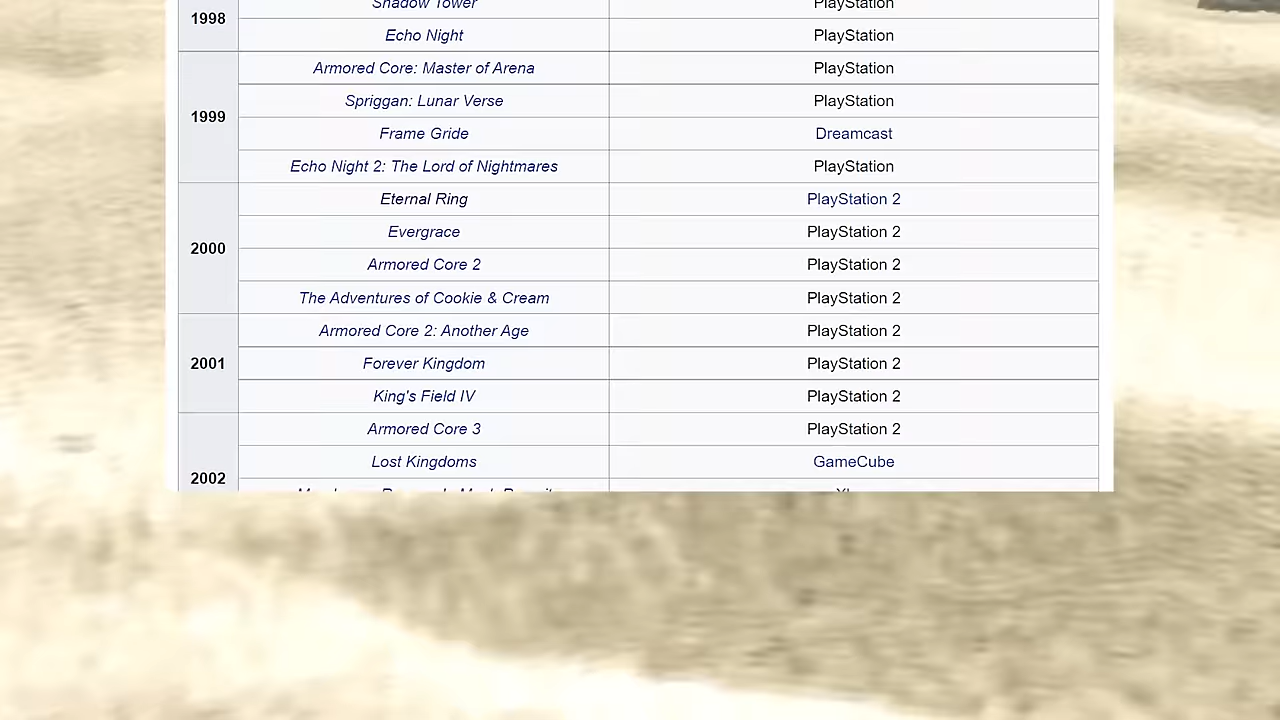 Shadow Tower PlayStation
1998
Echo Night PlayStation
Armored Core: Master of Arena PlayStation
Spriggan: Lunar Verse PlayStation
1999
Frame Gride Dreamcast
Echo Night 2: The Lord of Nightmares PlayStation
Eternal Ring PlayStation 2
Evergrace PlayStation 2
2000
Armored Core 2 PlayStation 2
The Adventures of Cookie & Cream PlayStation 2
Armored Core 2: Another Age PlayStation 2
2001 Forever Kingdom PlayStation 2
King's Field IV PlayStation 2
Armored Core 3 PlayStation 2
Lost Kingdoms GameCube
2002